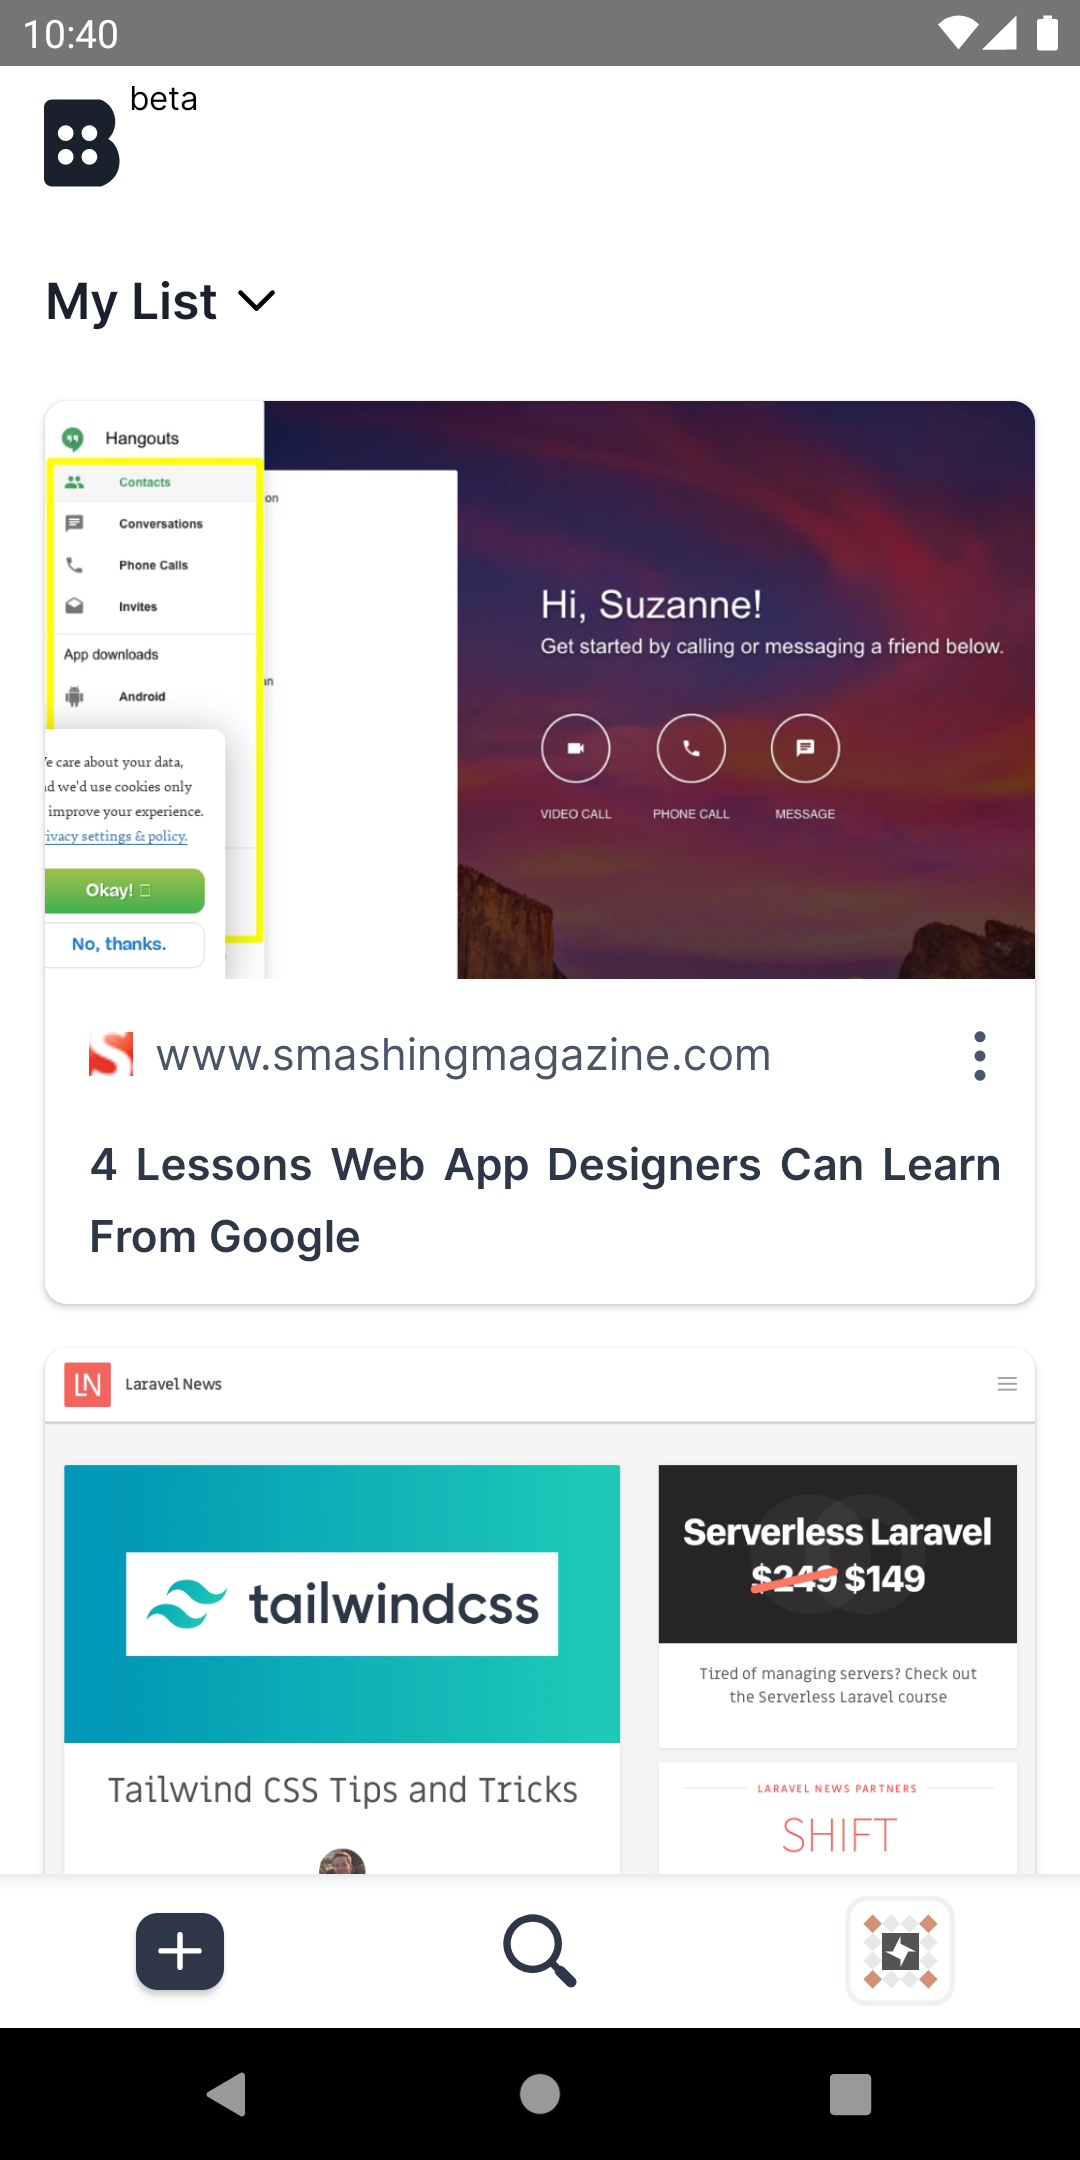 10:40
beta
My List
Hangouts
Contacts
Conversations
Phone Calls
Invites
App downloads
Android
on
Hi, Suzanne!
Get started by calling or messaging a friend below.
VIDEO CALL PHONE CALL MESSAGE
e care about your data,
d we'd use cookies only
improve your experience.
ivacy settings & policy.
Okay!
No, thanks.
www.smashingmagazine.com
4 Lessons Web App Designers Can Learn
From Google
LN Laravel News
tailwindcss
Tailwind CSS Tips and Tricks
Serverless Laravel
$249 $149
Tired of managing servers? Check out
the Serverless Laravel course
LARAVEL NEWS PARTNERS
SHIFT